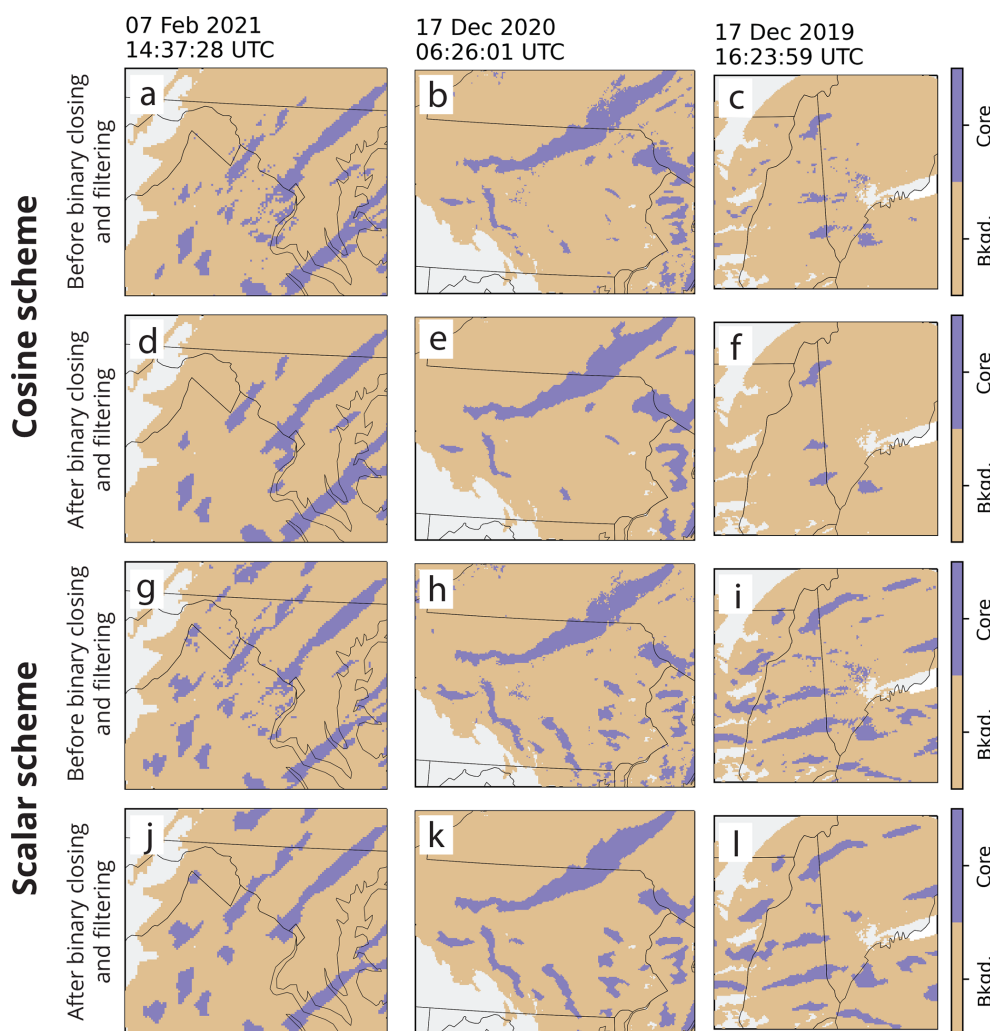 07 Feb 2021
14:37:28 UTC
17 Dec 2020
06:26:01 UTC
17 Dec 2019
16:23:59 UTC
Cosine scheme
Before binary closing
and filtering
a
b
c
Core
Bkgd.
After binary closing
and filtering
d
e
f
Core
Bkgd.
Scalar scheme
Before binary closing
and filtering
g
h
i
Core
Bkgd.
After binary closing
and filtering
j
k
l
Core
Bkgd.